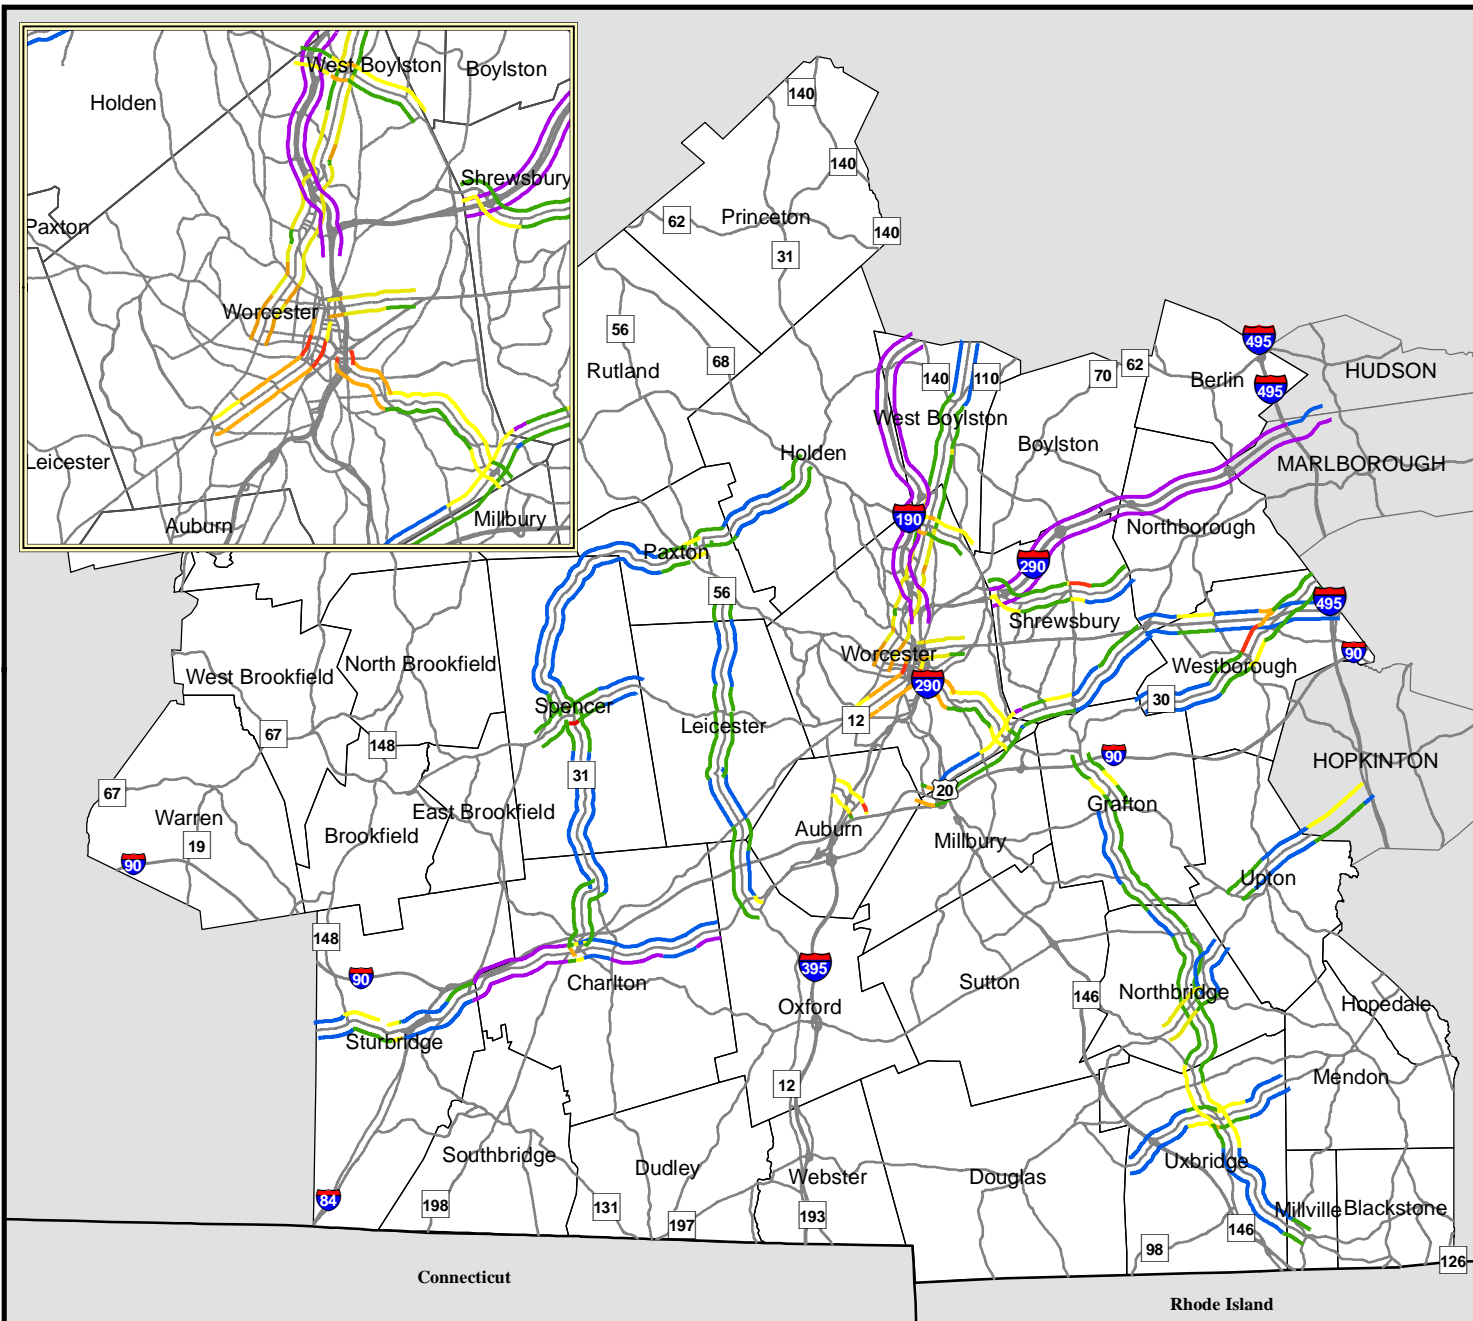 West Boylston
Boylston
Holden
Shrewsbury
Paxton
Worcester
Leicester
Auburn
Millbury
140
140
62
Princeton
140
31
56
68
Rutland
495
HUDSON
62
70
Berlin
495
140
110
West Boylston
Boylston
Holden
MARLBOROUGH
190
Northborough
Paxton
290
56
495
Shrewsbury
Worcester
90
North Brookfield
Westborough
West Brookfield
290
30
Spencer
12
Leicester
67
148
90
HOPKINTON
31
67
20
Grafton
Warren
East Brookfield
Auburn
19
Brookfield
Millbury
90
Upton
148
395
90
Charlton
Sutton
146
Northbridge
Hopedale
Oxford
Sturbridge
12
Mendon
Southbridge
Dudley
Webster
Douglas
Uxbridge
84
198
131
197
193
Millville
Blackstone
146
98
126
Connecticut
Rhode Island